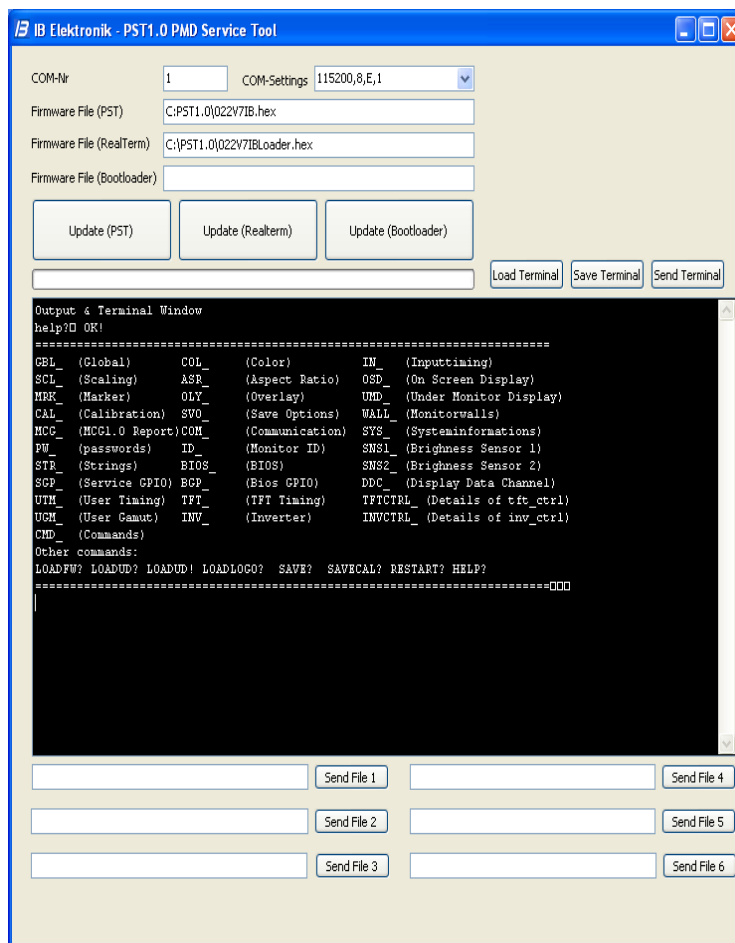 IB Elektronik - PST1.0 PMD Service Tool
COM-Nr 1 COM-Settings 115200,8,E,1
Firmware File (PST) C:PST1.0\022V7IB.hex
Firmware File (RealTerm) C:\PST1.0\022V7IBLoader.hex
Firmware File (Bootloader)
Update (PST) Update (Realterm) Update (Bootloader)
Load Terminal Save Terminal Send Terminal
Output & Terminal Window
help?□ OK!
==========================================================================
GBL_ (Global) COL_ (Color) IN_ (Inputtiming)
SCL_ (Scaling) ASR_ (Aspect Ratio) OSD_ (On Screen Display)
MRK_ (Marker) OLY_ (Overlay) UMD_ (Under Monitor Display)
CAL_ (Calibration) SVO_ (Save Options) WALL_ (Monitorwalls)
MCG_ (MCG1.0 Report) COM_ (Communication) SYS_ (Systeminformations)
PW_ (passwords) ID_ (Monitor ID) SNS1_ (Brighness Sensor 1)
STR_ (Strings) BIOS_ (BIOS) SNS2_ (Brighness Sensor 2)
SGP_ (Service GPIO) BGP_ (Bios GPIO) DDC_ (Display Data Channel)
UTM_ (User Timing) TFT_ (TFT Timing) TFTCTRL_ (Details of tft_ctrl)
UGM_ (User Gamut) INV_ (Inverter) INVCTRL_ (Details of inv_ctrl)
CMD_ (Commands)
Other commands:
LOADFW? LOADUD? LOADUD! LOADLOGO? SAVE? SAVECAL? RESTART? HELP?
==========================================================================□□□
Send File 1 Send File 4
Send File 2 Send File 5
Send File 3 Send File 6